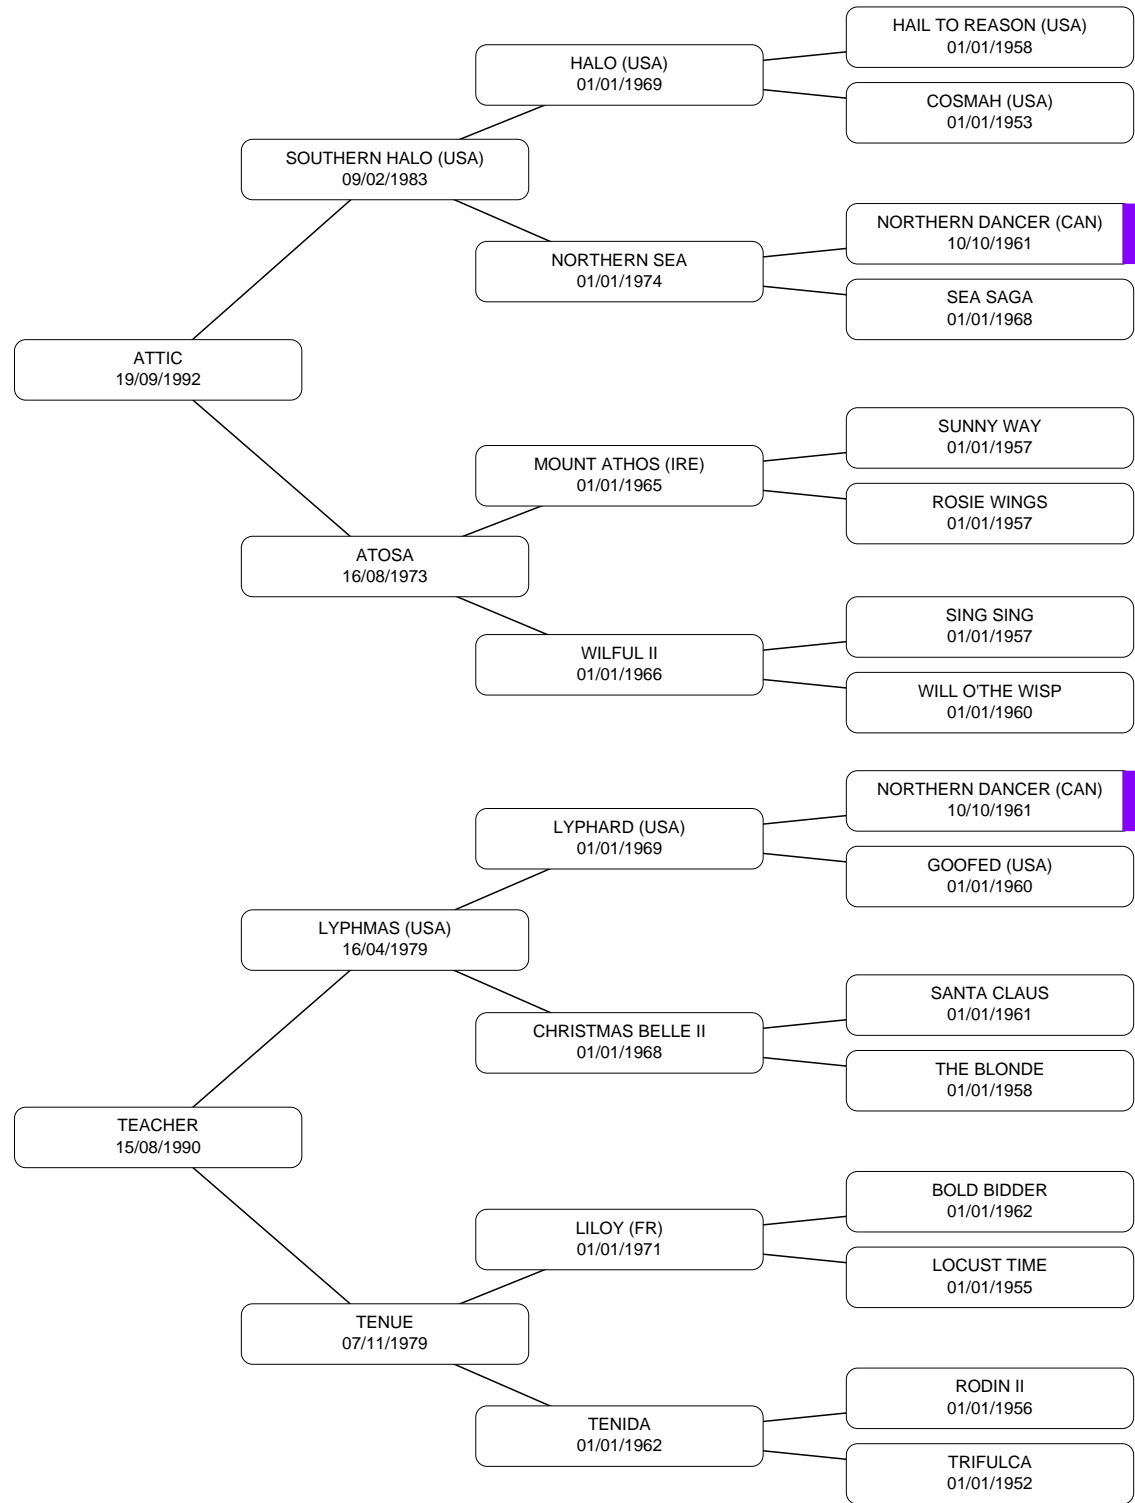 HAIL TO REASON (USA)
01/01/1958
HALO (USA)
01/01/1969
COSMAH (USA)
01/01/1953
SOUTHERN HALO (USA)
09/02/1983
NORTHERN DANCER (CAN)
10/10/1961
NORTHERN SEA
01/01/1974
SEA SAGA
01/01/1968
ATTIC
19/09/1992
SUNNY WAY
01/01/1957
MOUNT ATHOS (IRE)
01/01/1965
ROSIE WINGS
01/01/1957
ATOSA
16/08/1973
SING SING
01/01/1957
WILFUL II
01/01/1966
WILL O'THE WISP
01/01/1960
NORTHERN DANCER (CAN)
10/10/1961
LYPHARD (USA)
01/01/1969
GOOFED (USA)
01/01/1960
LYPHMAS (USA)
16/04/1979
SANTA CLAUS
01/01/1961
CHRISTMAS BELLE II
01/01/1968
THE BLONDE
01/01/1958
TEACHER
15/08/1990
BOLD BIDDER
01/01/1962
LILOY (FR)
01/01/1971
LOCUST TIME
01/01/1955
TENUE
07/11/1979
RODIN II
01/01/1956
TENIDA
01/01/1962
TRIFULCA
01/01/1952